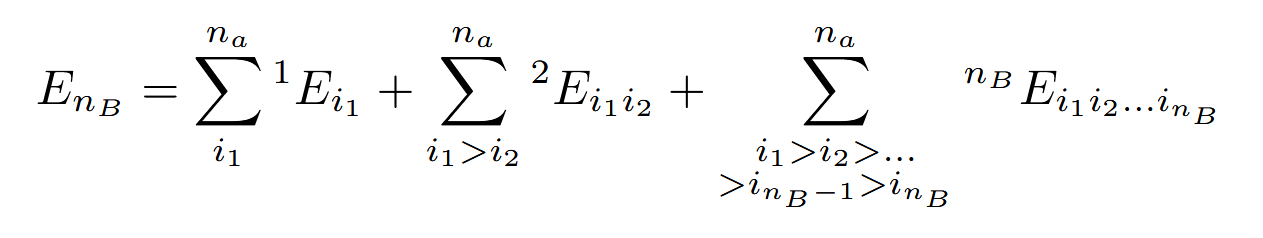 $E_{n_B} = \sum_{i_1}^{n_a} {}^{1}E_{i_1} + \sum_{i_1>i_2}^{n_a} {}^{2}E_{i_1 i_2} + \sum_{\substack{i_1>i_2>\ldots \\ >i_{n_B-1}>i_{n_B}}}^{n_a} {}^{n_B}E_{i_1 i_2 \ldots i_{n_B}}$